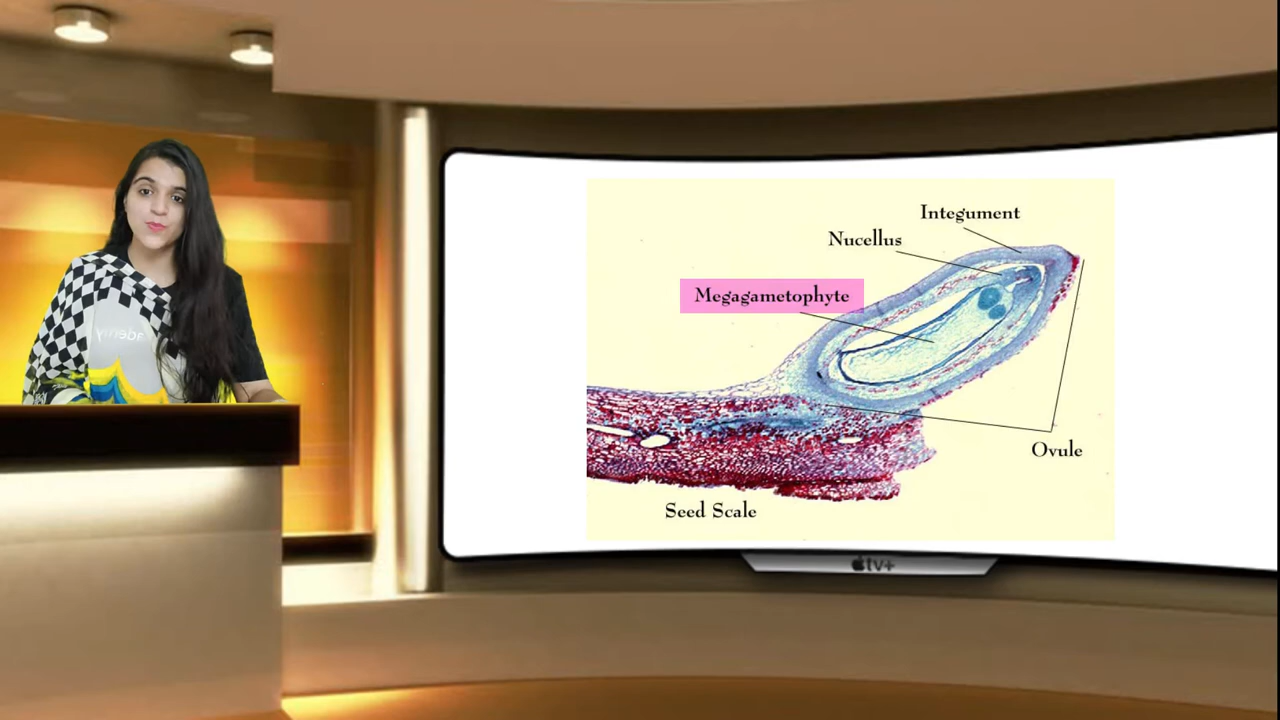 Integument
Nucellus
Megagametophyte
Ovule
Seed Scale
tv+